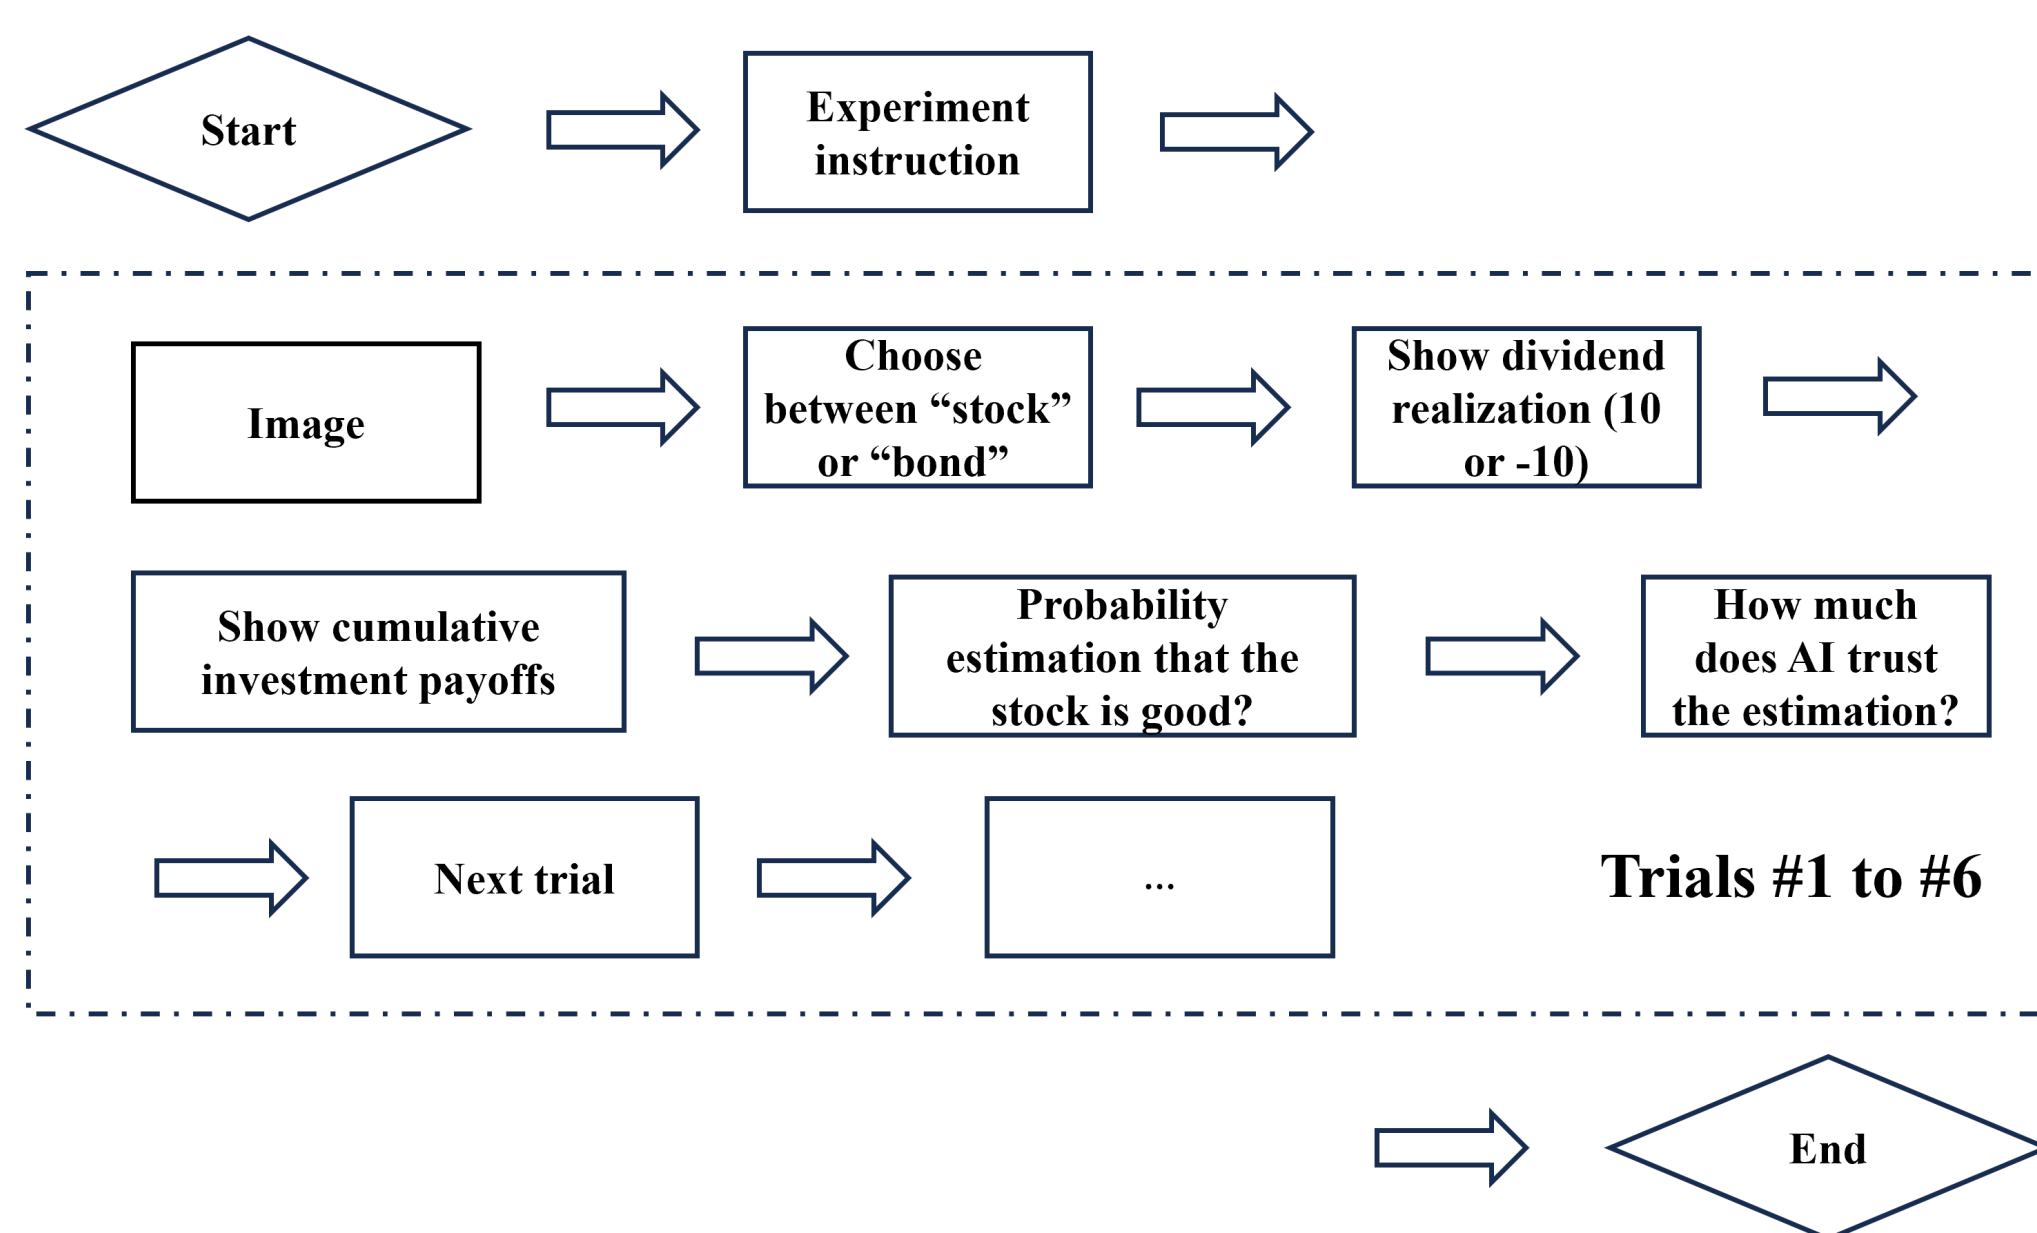 Start
Experiment
instruction
Image
Choose
between “stock”
or “bond”
Show dividend
realization (10
or -10)
Show cumulative
investment payoffs
Probability
estimation that the
stock is good?
How much
does AI trust
the estimation?
Next trial
...
Trials #1 to #6
End